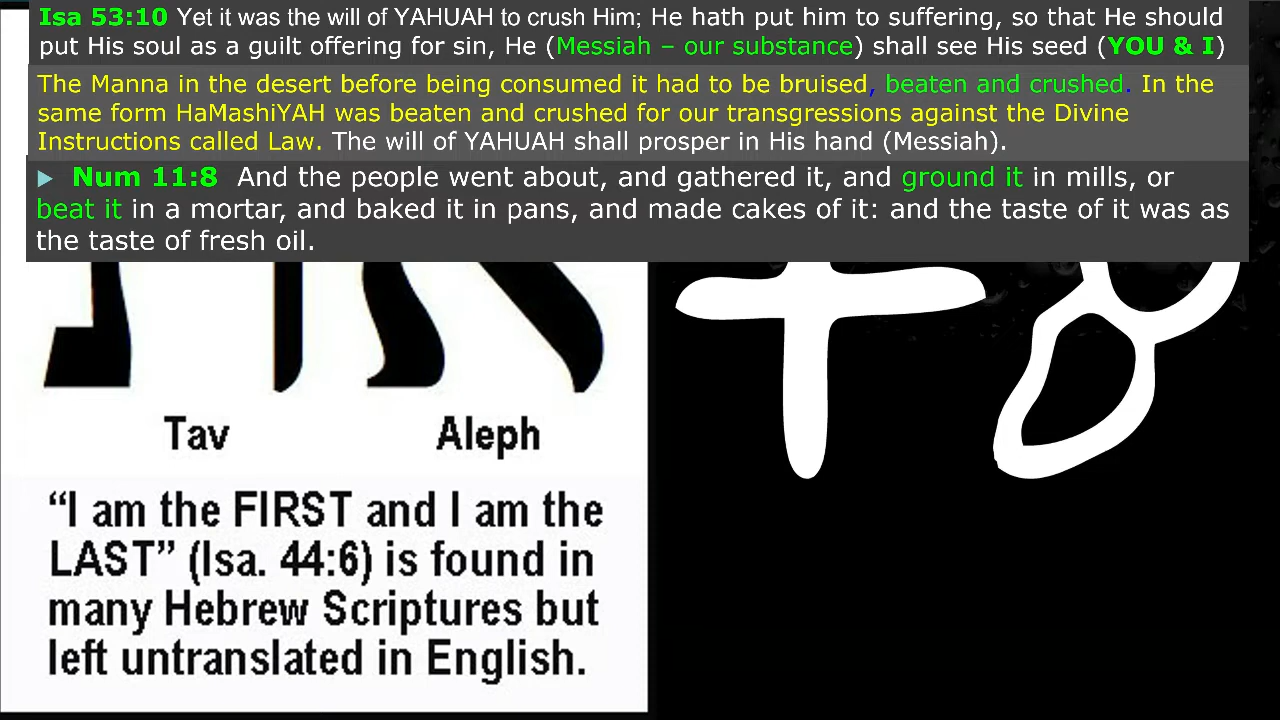 Isa 53:10 Yet it was the will of YAHUAH to crush Him; He hath put him to suffering, so that He should
put His soul as a guilt offering for sin, He (Messiah – our substance) shall see His seed (YOU & I)
The Manna in the desert before being consumed it had to be bruised, beaten and crushed. In the
same form HaMashiYAH was beaten and crushed for our transgressions against the Divine
Instructions called Law. The will of YAHUAH shall prosper in His hand (Messiah).
► Num 11:8 And the people went about, and gathered it, and ground it in mills, or
beat it in a mortar, and baked it in pans, and made cakes of it: and the taste of it was as
the taste of fresh oil.
את
Tav Aleph
“I am the FIRST and I am the
LAST” (Isa. 44:6) is found in
many Hebrew Scriptures but
left untranslated in English.